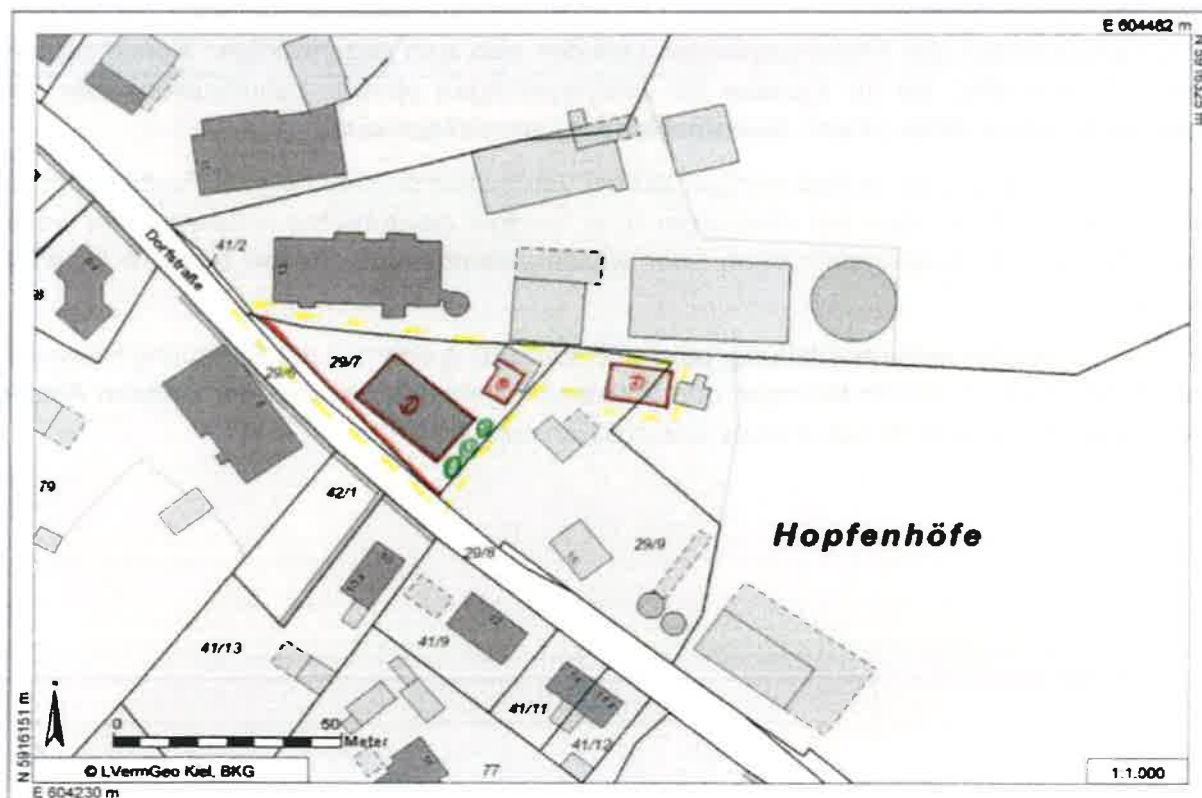 E 604462 m
41/2
Dorfstraße
29/7
29/6
79
42/1
Hopfenhöfe
29/8
29/9
41/9
41/13
41/11
41/12
77
0 50
Meter
N 5916151 m
© LVermGeo Kiel, BKG
1:1.000
E 604230 m